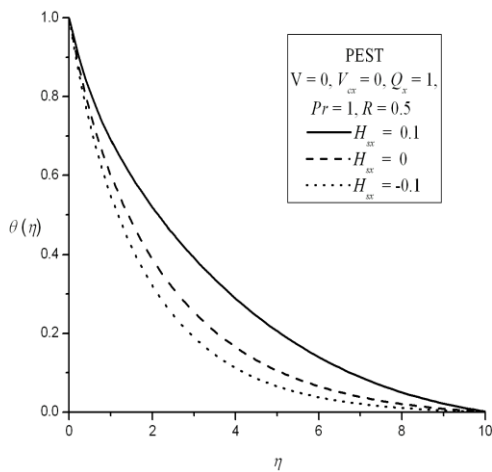 1.0
0.8
0.6
θ(η)
0.4
0.2
0.0
0 2 4 6 8 10
η
PEST
V = 0, V_cx = 0, Q_x = 1,
Pr = 1, R = 0.5
H_sx = 0.1
H_sx = 0
H_sx = -0.1